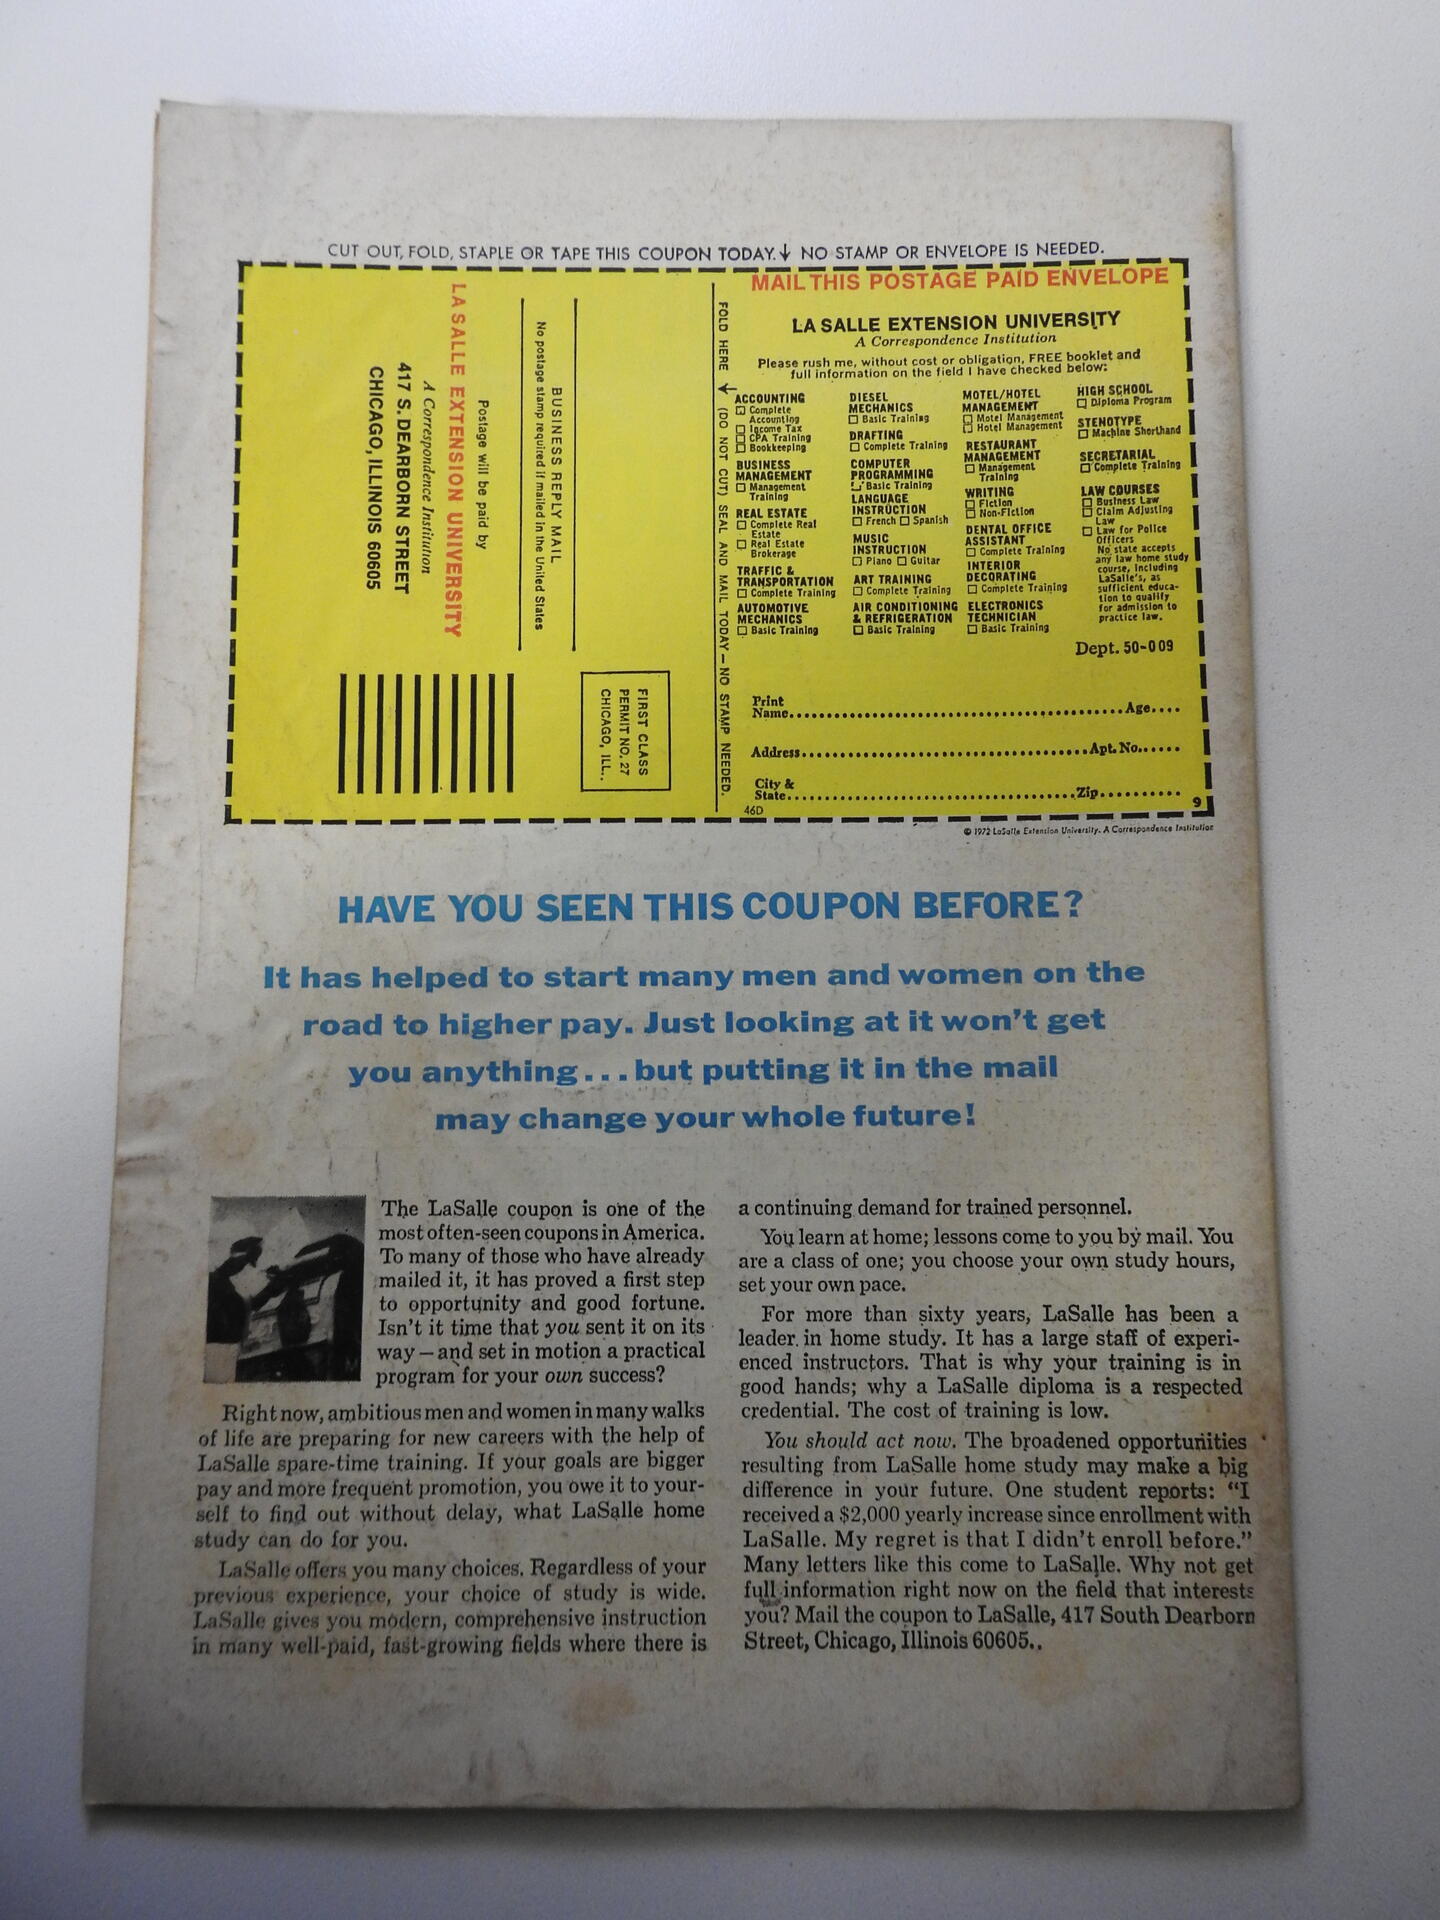 CUT OUT, FOLD, STAPLE OR TAPE THIS COUPON TODAY.↓ NO STAMP OR ENVELOPE IS NEEDED.
LA SALLE EXTENSION UNIVERSITY
A Correspondence Institution
417 S. DEARBORN STREET
CHICAGO, ILLINOIS 60605
Postage will be paid by
BUSINESS REPLY MAIL
No postage stamp required if mailed in the United States
FIRST CLASS
PERMIT NO. 27
CHICAGO, ILL..
FOLD HERE → (DO NOT CUT) SEAL AND MAIL TODAY — NO STAMP NEEDED.
MAIL THIS POSTAGE PAID ENVELOPE
LA SALLE EXTENSION UNIVERSITY
A Correspondence Institution
Please rush me, without cost or obligation, FREE booklet and
full information on the field I have checked below:
ACCOUNTING
☐ Complete
Accounting
☐ Income Tax
☐ CPA Training
☐ Bookkeeping
BUSINESS
MANAGEMENT
☐ Management
Training
REAL ESTATE
☐ Complete Real
Estate
☐ Real Estate
Brokerage
TRAFFIC &
TRANSPORTATION
☐ Complete Training
AUTOMOTIVE
MECHANICS
☐ Basic Training
DIESEL
MECHANICS
☐ Basic Training
DRAFTING
☐ Complete Training
COMPUTER
PROGRAMMING
☐ Basic Training
LANGUAGE
INSTRUCTION
☐ French ☐ Spanish
MUSIC
INSTRUCTION
☐ Piano ☐ Guitar
ART TRAINING
☐ Complete Training
AIR CONDITIONING
& REFRIGERATION
☐ Basic Training
MOTEL/HOTEL
MANAGEMENT
☐ Motel Management
☐ Hotel Management
RESTAURANT
MANAGEMENT
☐ Management
Training
WRITING
☐ Fiction
☐ Non-Fiction
DENTAL OFFICE
ASSISTANT
☐ Complete Training
INTERIOR
DECORATING
☐ Complete Training
ELECTRONICS
TECHNICIAN
☐ Basic Training
HIGH SCHOOL
☐ Diploma Program
STENOTYPE
☐ Machine Shorthand
SECRETARIAL
☐ Complete Training
LAW COURSES
☐ Business Law
☐ Claim Adjusting
Law
☐ Law for Police
Officers
No state accepts
any law home study
course, including
LaSalle's, as
sufficient educa-
tion to qualify
for admission to
practice law.
Dept. 50-009
Print
Name.......... Age....
Address.......... Apt. No......
City &
State.......... Zip..........
46D
9
© 1972 LaSalle Extension University. A Correspondence Institution
HAVE YOU SEEN THIS COUPON BEFORE?
It has helped to start many men and women on the
road to higher pay. Just looking at it won't get
you anything...but putting it in the mail
may change your whole future!
The LaSalle coupon is one of the
most often-seen coupons in America.
To many of those who have already
mailed it, it has proved a first step
to opportunity and good fortune.
Isn't it time that you sent it on its
way — and set in motion a practical
program for your own success?
Right now, ambitious men and women in many walks
of life are preparing for new careers with the help of
LaSalle spare-time training. If your goals are bigger
pay and more frequent promotion, you owe it to your-
self to find out without delay, what LaSalle home
study can do for you.
LaSalle offers you many choices. Regardless of your
previous experience, your choice of study is wide.
LaSalle gives you modern, comprehensive instruction
in many well-paid, fast-growing fields where there is
a continuing demand for trained personnel.
You learn at home; lessons come to you by mail. You
are a class of one; you choose your own study hours,
set your own pace.
For more than sixty years, LaSalle has been a
leader in home study. It has a large staff of experi-
enced instructors. That is why your training is in
good hands; why a LaSalle diploma is a respected
credential. The cost of training is low.
You should act now. The broadened opportunities
resulting from LaSalle home study may make a big
difference in your future. One student reports: "I
received a $2,000 yearly increase since enrollment with
LaSalle. My regret is that I didn't enroll before."
Many letters like this come to LaSalle. Why not get
full information right now on the field that interests
you? Mail the coupon to LaSalle, 417 South Dearborn
Street, Chicago, Illinois 60605..